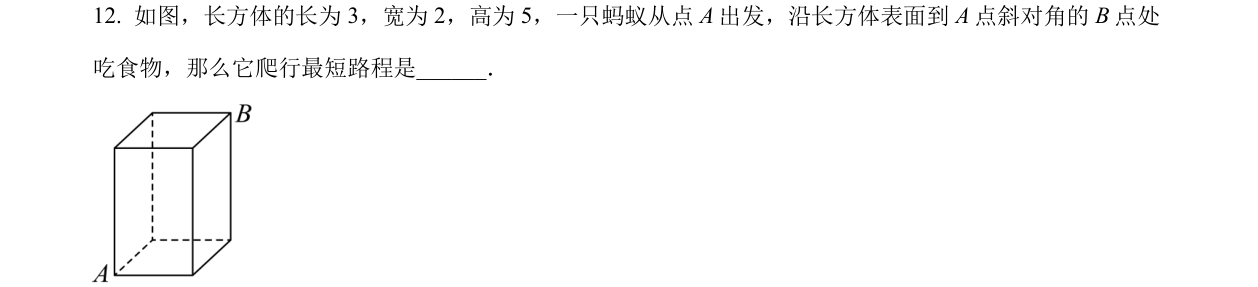 12. 如图，长方体的长为 3，宽为 2，高为 5，一只蚂蚁从点 A 出发，沿长方体表面到 A 点斜对角的 B 点处
吃食物，那么它爬行最短路程是______．
B
A